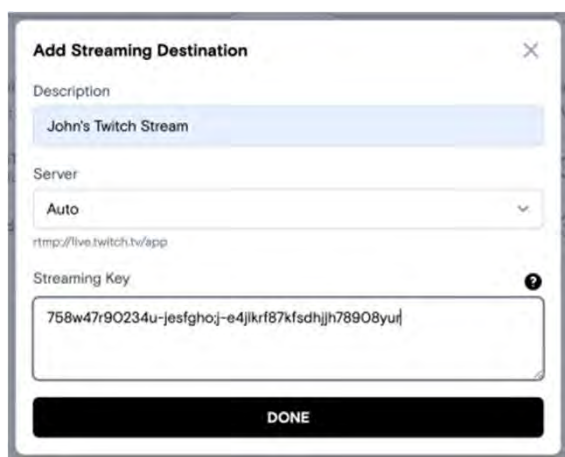 Add Streaming Destination
Description
John's Twitch Stream
Server
Auto
rtmp://live.twitch.tv/app
Streaming Key
758w47r90234u-jesfgho;j-e4jlkrf87kfsdhjjh78908yur
DONE